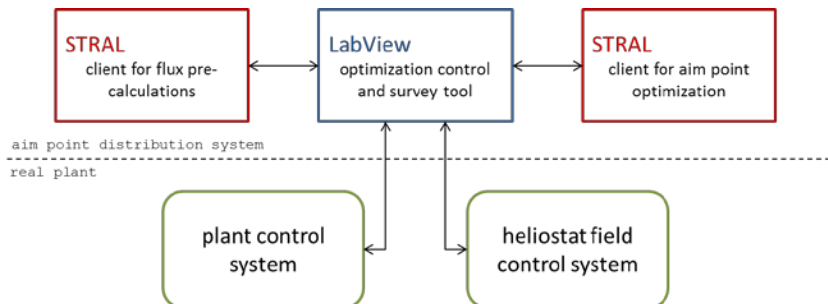 STRAL
client for flux pre-
calculations
LabView
optimization control
and survey tool
STRAL
client for aim point
optimization
aim point distribution system
real plant
plant control
system
heliostat field
control system